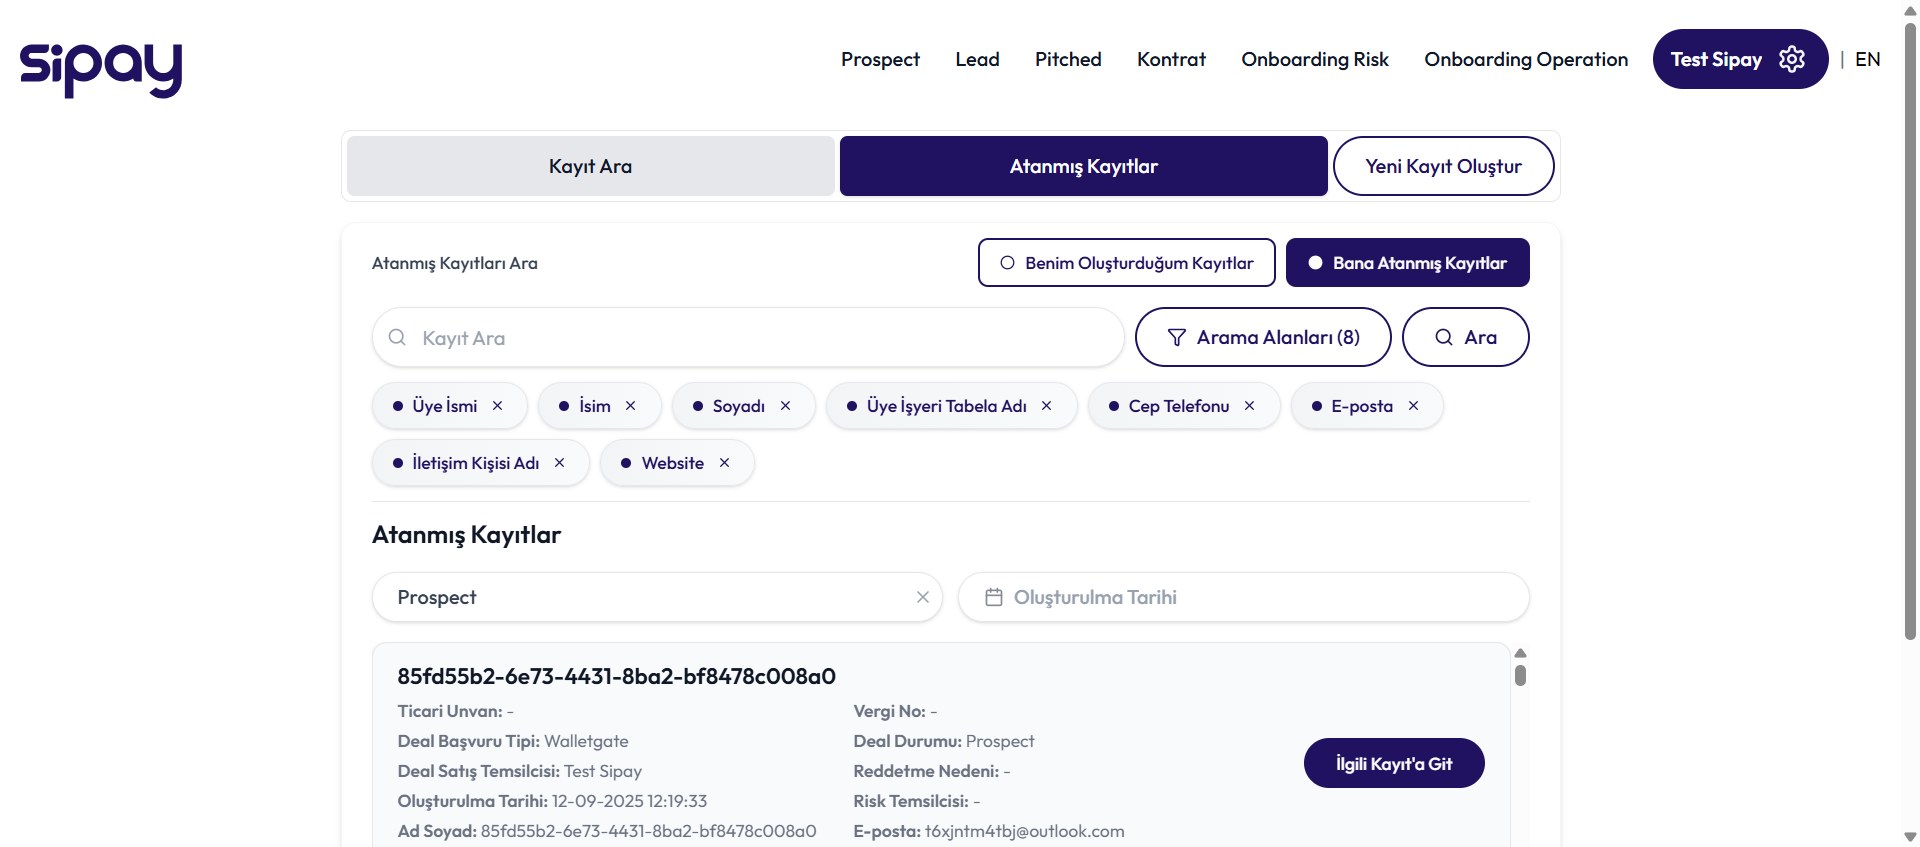 sipay
Prospect Lead Pitched Kontrat Onboarding Risk Onboarding Operation Test Sipay | EN
Kayıt Ara Atanmış Kayıtlar Yeni Kayıt Oluştur
Atanmış Kayıtları Ara Benim Oluşturduğum Kayıtlar Bana Atanmış Kayıtlar
Kayıt Ara Arama Alanları (8) Ara
Üye İsmi × İsim × Soyadı × Üye İşyeri Tabela Adı × Cep Telefonu × E-posta ×
İletişim Kişisi Adı × Website ×
Atanmış Kayıtlar
Prospect × Oluşturulma Tarihi
85fd55b2-6e73-4431-8ba2-bf8478c008a0
Ticari Unvan: - Vergi No: -
Deal Başvuru Tipi: Walletgate Deal Durumu: Prospect
Deal Satış Temsilcisi: Test Sipay Reddetme Nedeni: -
İlgili Kayıt'a Git
Oluşturulma Tarihi: 12-09-2025 12:19:33 Risk Temsilcisi: -
Ad Soyad: 85fd55b2-6e73-4431-8ba2-bf8478c008a0 E-posta: t6xjntm4tbj@outlook.com